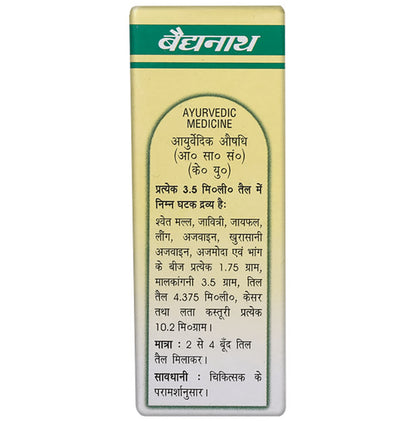 बैद्यनाथ
AYURVEDIC
MEDICINE
आयुर्वेदिक औषधि
(आ० सा० सं०)
(के० यु०)
प्रत्येक 3.5 मि०ली० तैल में
निम्न घटक द्रव्य हैः
श्वेत मल्ल, जावित्री, जायफल,
लौंग, अजवाइन, खुरासानी
अजवाइन, अजमोदा एवं भांग
के बीज प्रत्येक 1.75 ग्राम,
मालकांगनी 3.5 ग्राम, तिल
तैल 4.375 मि०ली०, केसर
तथा लता कस्तूरी प्रत्येक
10.2 मि०ग्राम।
मात्रा : 2 से 4 बूँद तिल
तैल मिलाकर।
सावधानी : चिकित्सक के
परामर्शानुसार।